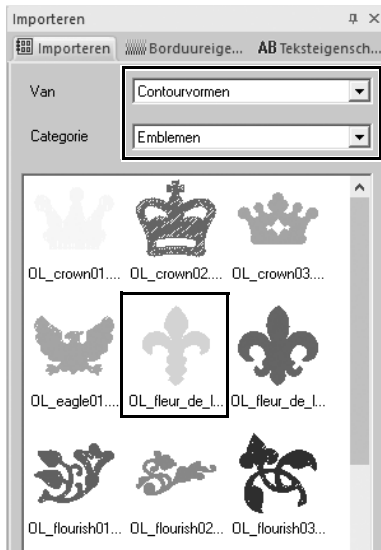 Importeren
Importeren Borduureige... AB Teksteigensch...
Van Contourvormen
Categorie Emblemen
OL_crown01.... OL_crown02.... OL_crown03....
OL_eagle01.... OL_fleur_de_l... OL_fleur_de_l...
OL_flourish01... OL_flourish02... OL_flourish03...